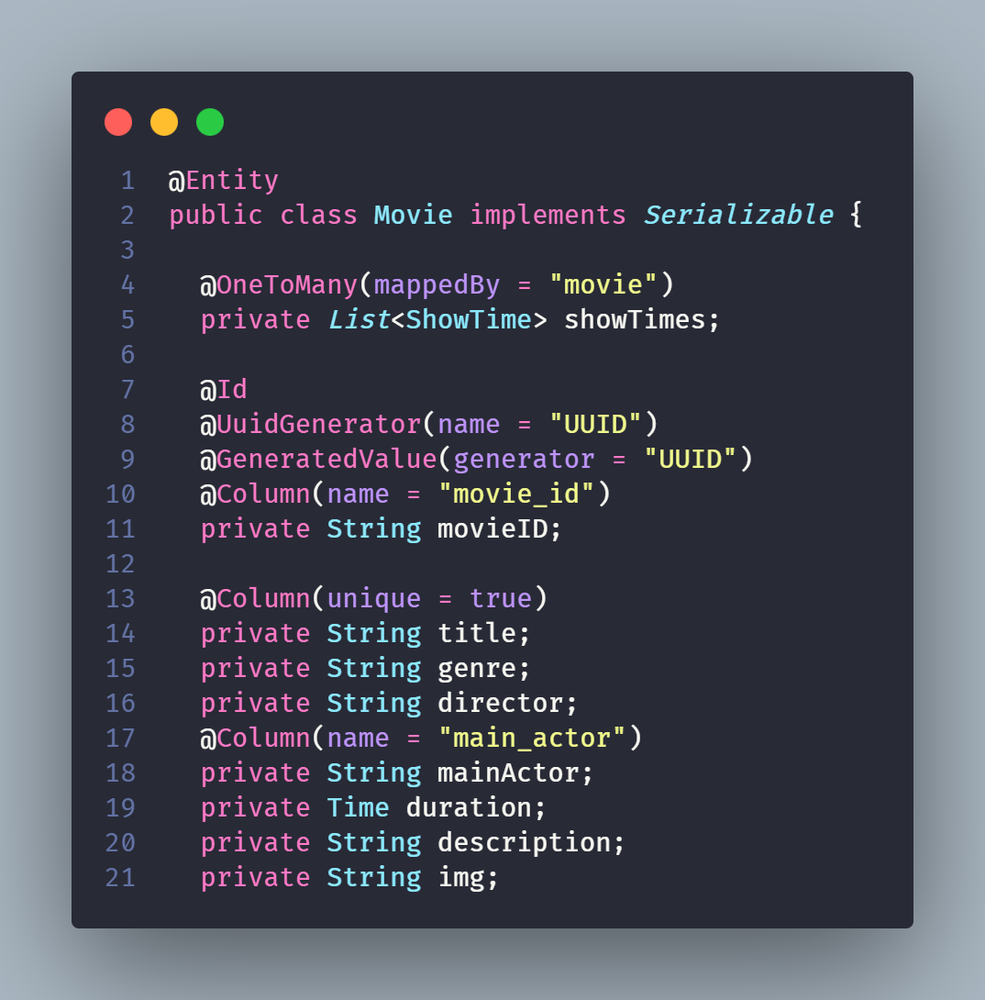 1 @Entity
2 public class Movie implements Serializable {
3
4   @OneToMany(mappedBy = "movie")
5   private List<ShowTime> showTimes;
6
7   @Id
8   @UuidGenerator(name = "UUID")
9   @GeneratedValue(generator = "UUID")
10   @Column(name = "movie_id")
11   private String movieID;
12
13   @Column(unique = true)
14   private String title;
15   private String genre;
16   private String director;
17   @Column(name = "main_actor")
18   private String mainActor;
19   private Time duration;
20   private String description;
21   private String img;